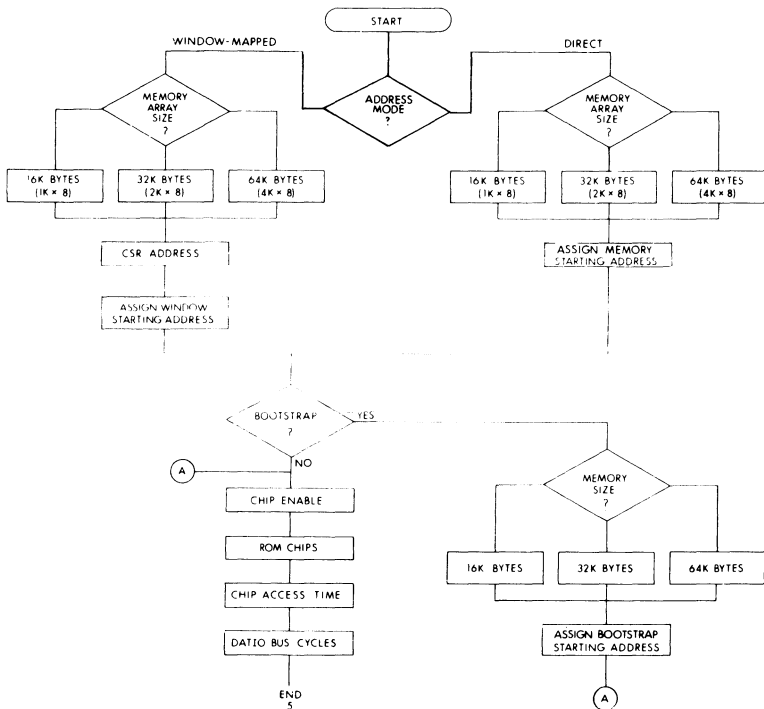 START
WINDOW-MAPPED
DIRECT
MEMORY
ARRAY
SIZE
?
ADDRESS
MODE
?
MEMORY
ARRAY
SIZE
?
16K BYTES
(1K × 8)
32K BYTES
(2K × 8)
64K BYTES
(4K × 8)
16K BYTES
(1K × 8)
32K BYTES
(2K × 8)
64K BYTES
(4K × 8)
CSR ADDRESS
ASSIGN MEMORY
STARTING ADDRESS
ASSIGN WINDOW
STARTING ADDRESS
BOOTSTRAP
?
YES
NO
A
MEMORY
SIZE
?
CHIP ENABLE
ROM CHIPS
16K BYTES
32K BYTES
64K BYTES
CHIP ACCESS TIME
DATIO BUS CYCLES
ASSIGN BOOTSTRAP
STARTING ADDRESS
END
5
A